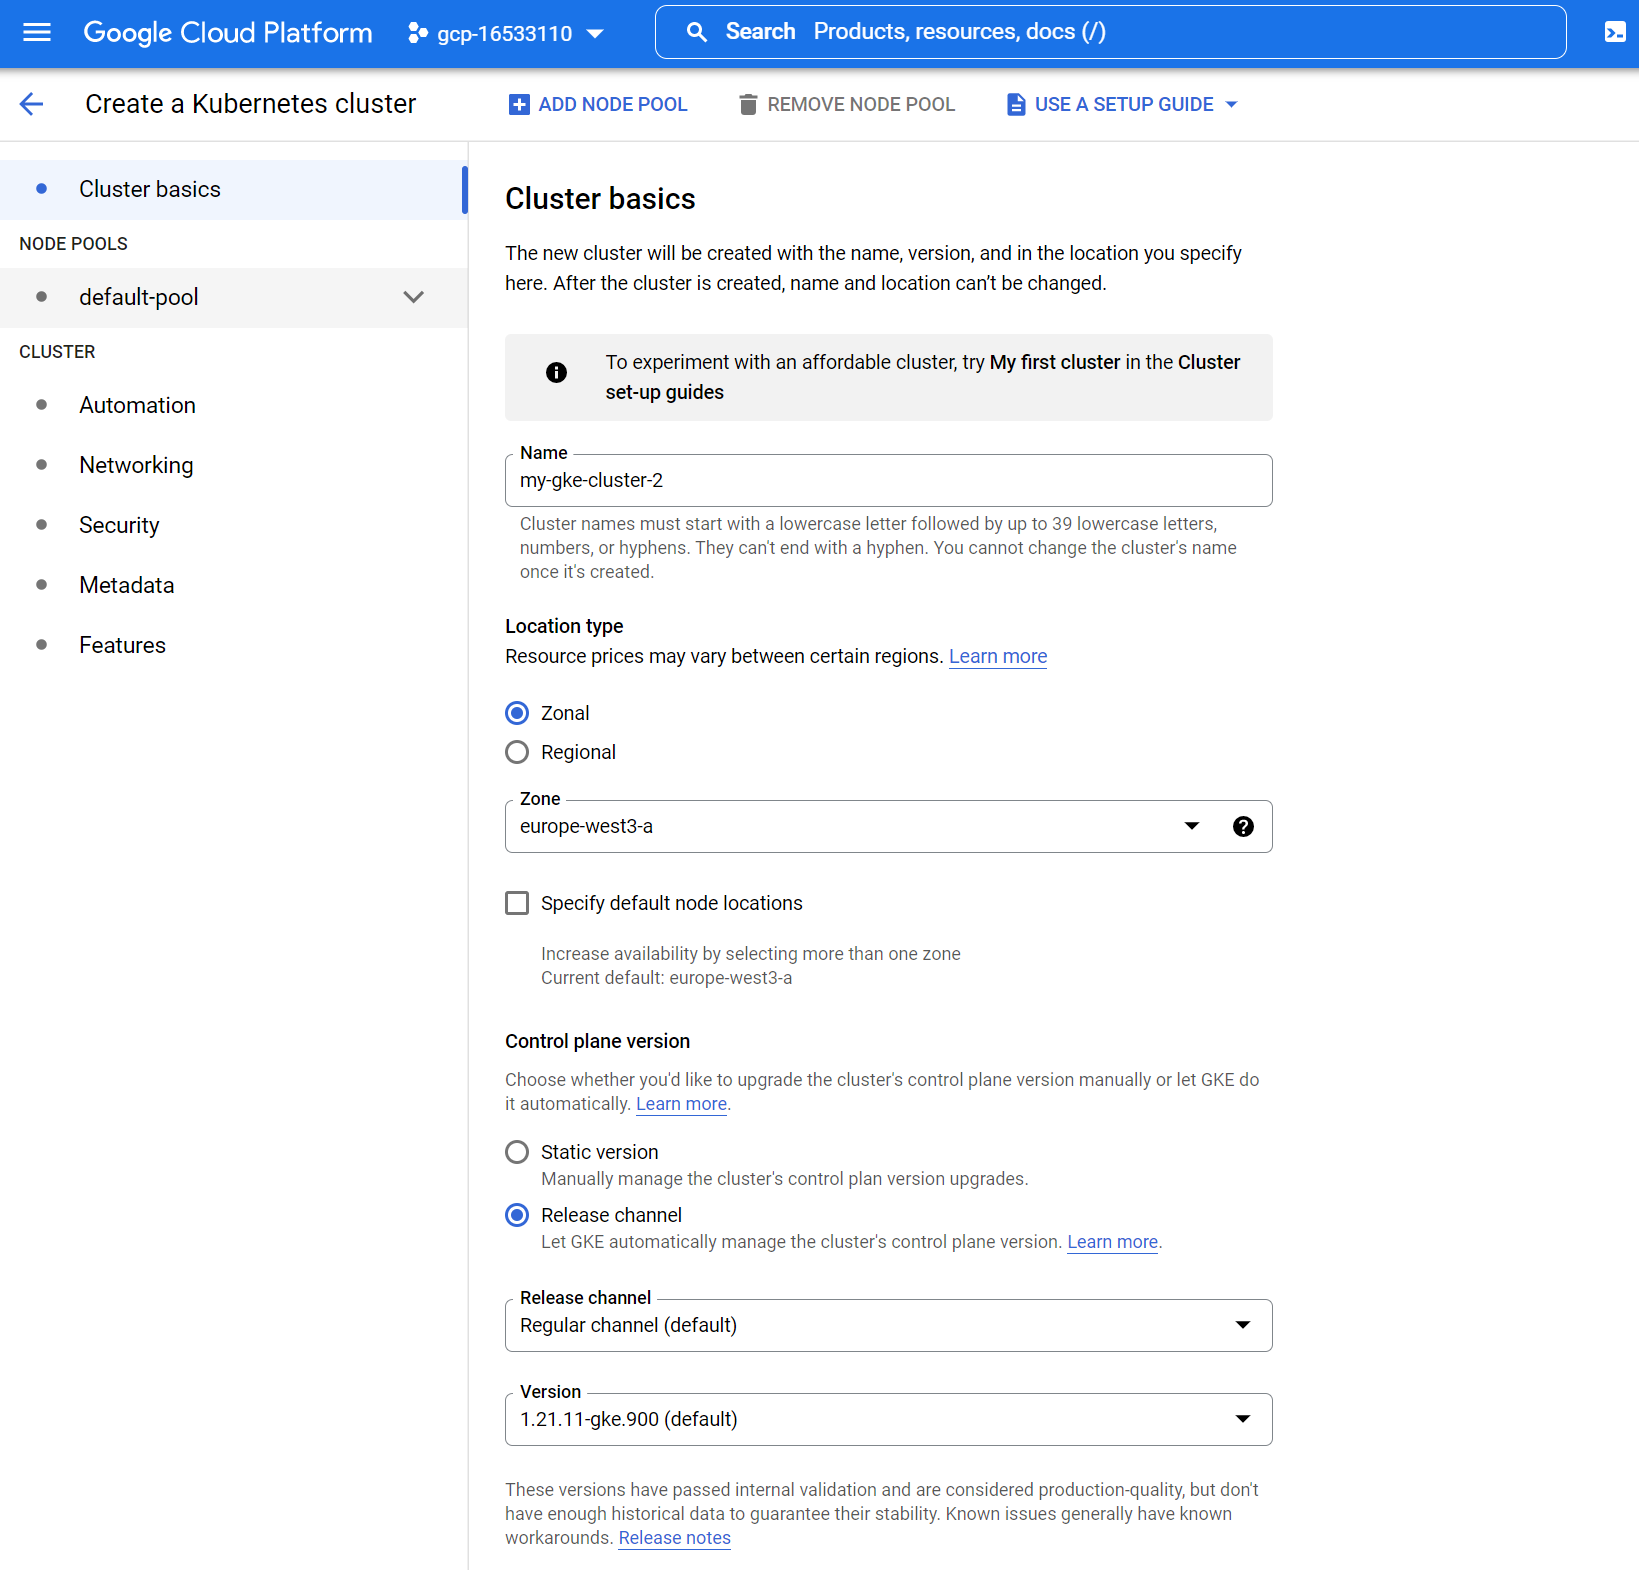 Google Cloud Platform
gcp-16533110
Search Products, resources, docs (/)
Create a Kubernetes cluster
ADD NODE POOL
REMOVE NODE POOL
USE A SETUP GUIDE
Cluster basics
NODE POOLS
default-pool
CLUSTER
Automation
Networking
Security
Metadata
Features
Cluster basics
The new cluster will be created with the name, version, and in the location you specify
here. After the cluster is created, name and location can’t be changed.
To experiment with an affordable cluster, try My first cluster in the Cluster
set-up guides
Name
my-gke-cluster-2
Cluster names must start with a lowercase letter followed by up to 39 lowercase letters,
numbers, or hyphens. They can't end with a hyphen. You cannot change the cluster's name
once it's created.
Location type
Resource prices may vary between certain regions. Learn more
Zonal
Regional
Zone
europe-west3-a
Specify default node locations
Increase availability by selecting more than one zone
Current default: europe-west3-a
Control plane version
Choose whether you'd like to upgrade the cluster's control plane version manually or let GKE do
it automatically. Learn more.
Static version
Manually manage the cluster's control plan version upgrades.
Release channel
Let GKE automatically manage the cluster's control plane version. Learn more.
Release channel
Regular channel (default)
Version
1.21.11-gke.900 (default)
These versions have passed internal validation and are considered production-quality, but don't
have enough historical data to guarantee their stability. Known issues generally have known
workarounds. Release notes